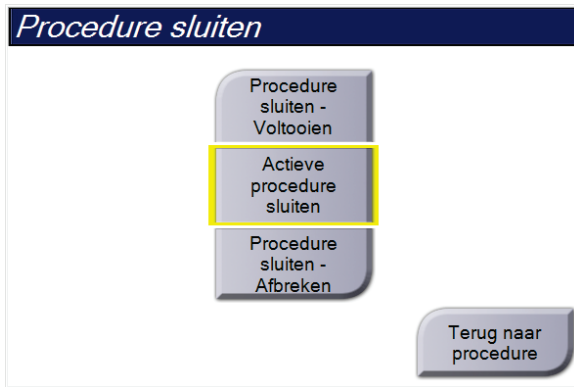 Procedure sluiten
Procedure
sluiten -
Voltooien
Actieve
procedure
sluiten
Procedure
sluiten -
Afbreken
Terug naar
procedure